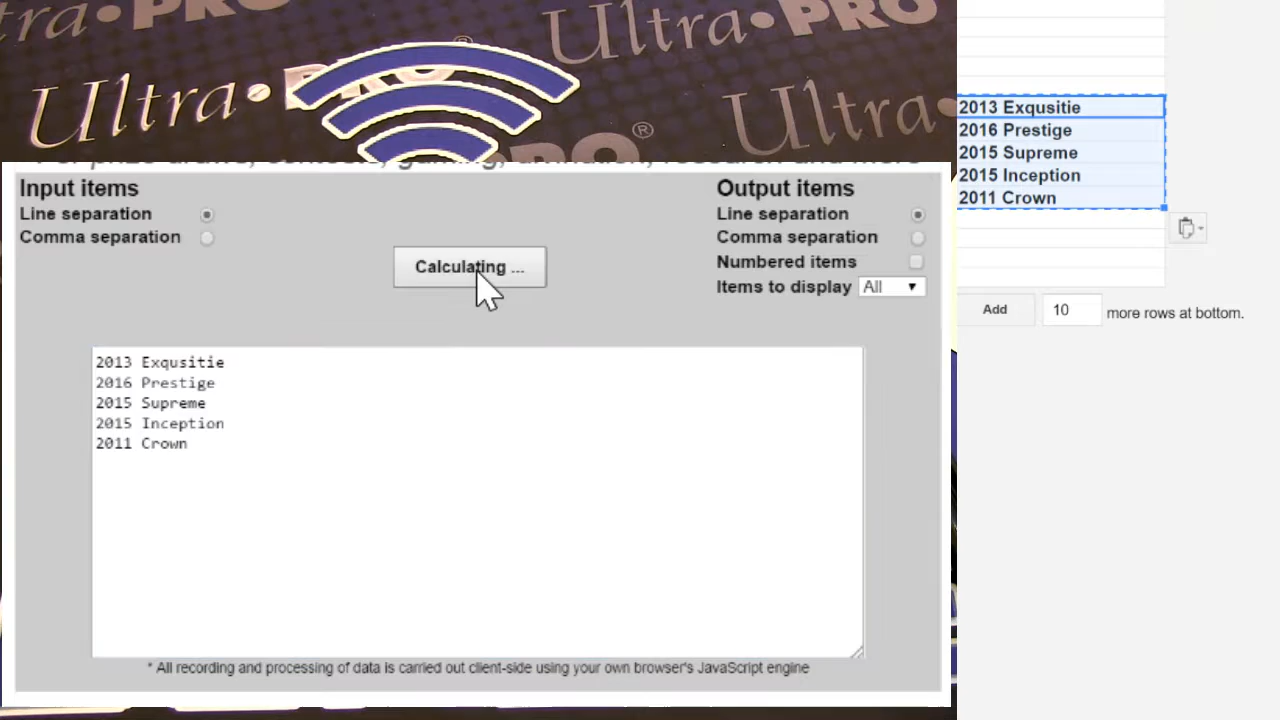 tra•PRO
Ultra•PRO
Ultra•PRO®
Ultra•
Input items
Line separation
Comma separation
Calculating ...
Output items
Line separation
Comma separation
Numbered items
Items to display All
2013 Exqusitie
2016 Prestige
2015 Supreme
2015 Inception
2011 Crown
* All recording and processing of data is carried out client-side using your own browser's JavaScript engine
2013 Exqusitie
2016 Prestige
2015 Supreme
2015 Inception
2011 Crown
Add 10 more rows at bottom.